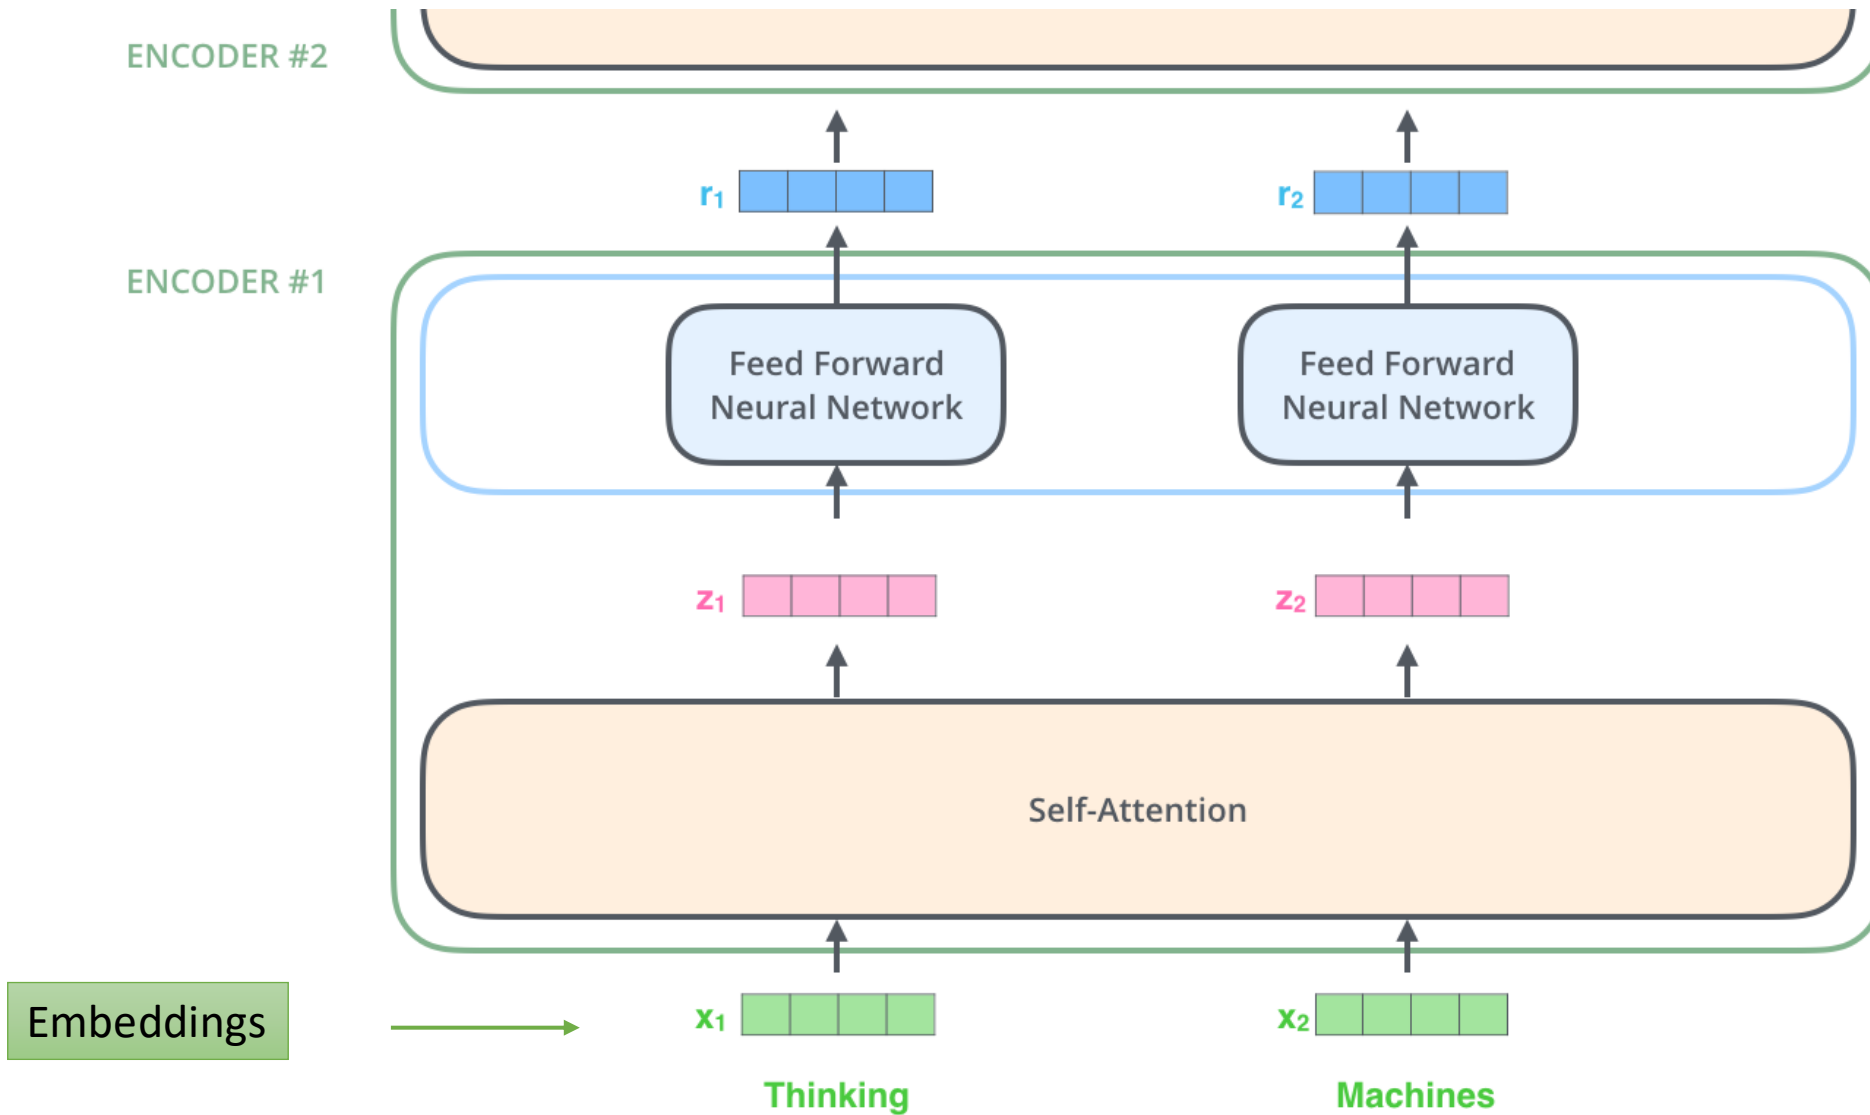 ENCODER #2
r₁
r₂
ENCODER #1
Feed Forward
Neural Network
Feed Forward
Neural Network
z₁
z₂
Self-Attention
Embeddings
x₁
x₂
Thinking
Machines